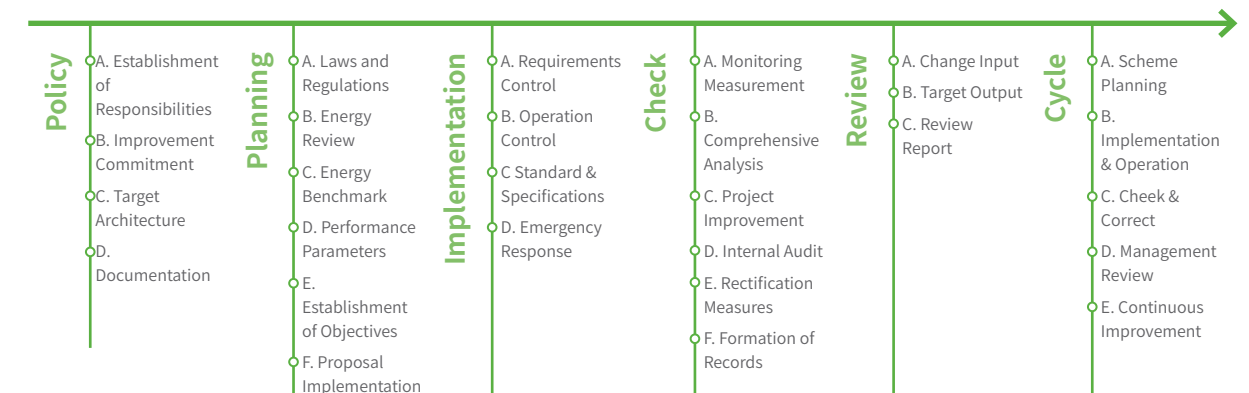 Policy
A. Establishment
of
Responsibilities
B. Improvement
Commitment
C. Target
Architecture
D.
Documentation
Planning
A. Laws and
Regulations
B. Energy
Review
C. Energy
Benchmark
D. Performance
Parameters
E.
Establishment
of Objectives
F. Proposal
Implementation
Implementation
A. Requirements
Control
B. Operation
Control
C Standard &
Specifications
D. Emergency
Response
Check
A. Monitoring
Measurement
B.
Comprehensive
Analysis
C. Project
Improvement
D. Internal Audit
E. Rectification
Measures
F. Formation of
Records
Review
A. Change Input
B. Target Output
C. Review
Report
Cycle
A. Scheme
Planning
B.
Implementation
& Operation
C. Cheek &
Correct
D. Management
Review
E. Continuous
Improvement